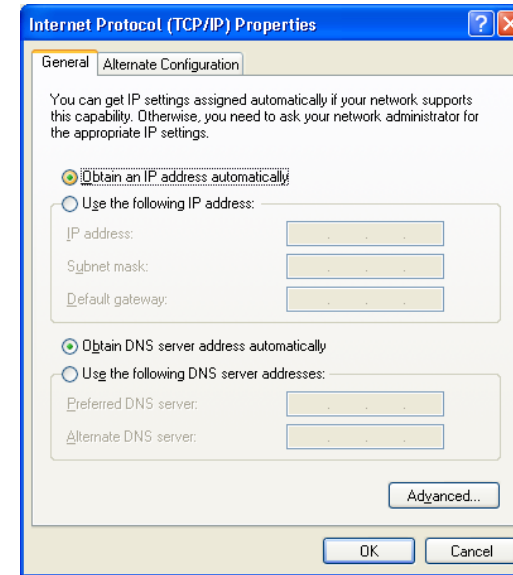 Internet Protocol (TCP/IP) Properties
General
Alternate Configuration
You can get IP settings assigned automatically if your network supports
this capability. Otherwise, you need to ask your network administrator for
the appropriate IP settings.
Obtain an IP address automatically
Use the following IP address:
IP address:
Subnet mask:
Default gateway:
Obtain DNS server address automatically
Use the following DNS server addresses:
Preferred DNS server:
Alternate DNS server:
Advanced...
OK
Cancel